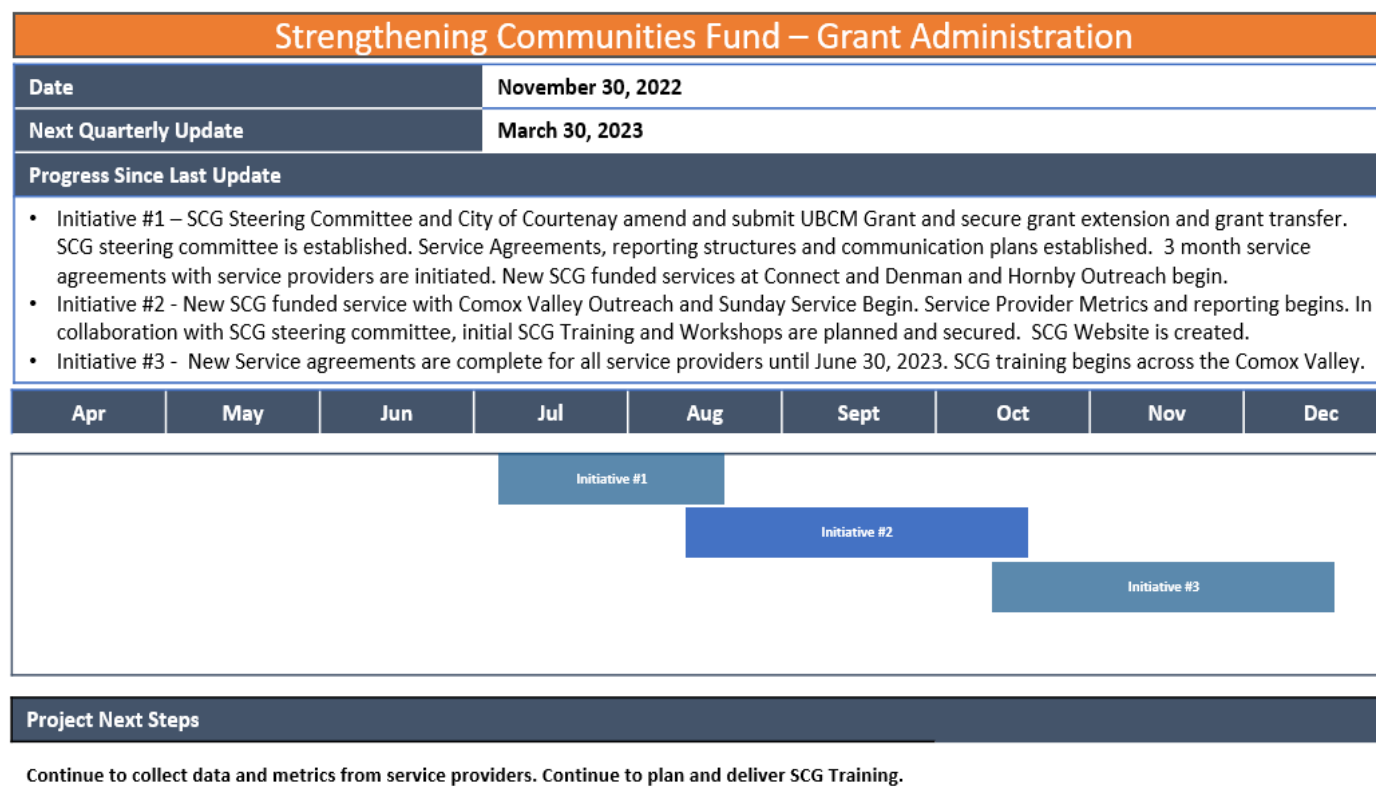 Strengthening Communities Fund – Grant Administration
Date
November 30, 2022
Next Quarterly Update
March 30, 2023
Progress Since Last Update
• Initiative #1 – SCG Steering Committee and City of Courtenay amend and submit UBCM Grant and secure grant extension and grant transfer.
SCG steering committee is established. Service Agreements, reporting structures and communication plans established.  3 month service
agreements with service providers are initiated. New SCG funded services at Connect and Denman and Hornby Outreach begin.
• Initiative #2 - New SCG funded service with Comox Valley Outreach and Sunday Service Begin. Service Provider Metrics and reporting begins. In
collaboration with SCG steering committee, initial SCG Training and Workshops are planned and secured.  SCG Website is created.
• Initiative #3 -  New Service agreements are complete for all service providers until June 30, 2023. SCG training begins across the Comox Valley.
Apr May Jun Jul Aug Sept Oct Nov Dec
Initiative #1
Initiative #2
Initiative #3
Project Next Steps
Continue to collect data and metrics from service providers. Continue to plan and deliver SCG Training.